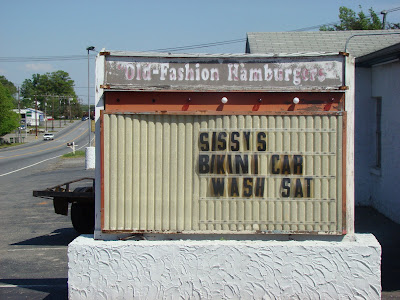 Old-Fashion Hamburgers
SISSYS
BIKINI CAR
WASH SAT